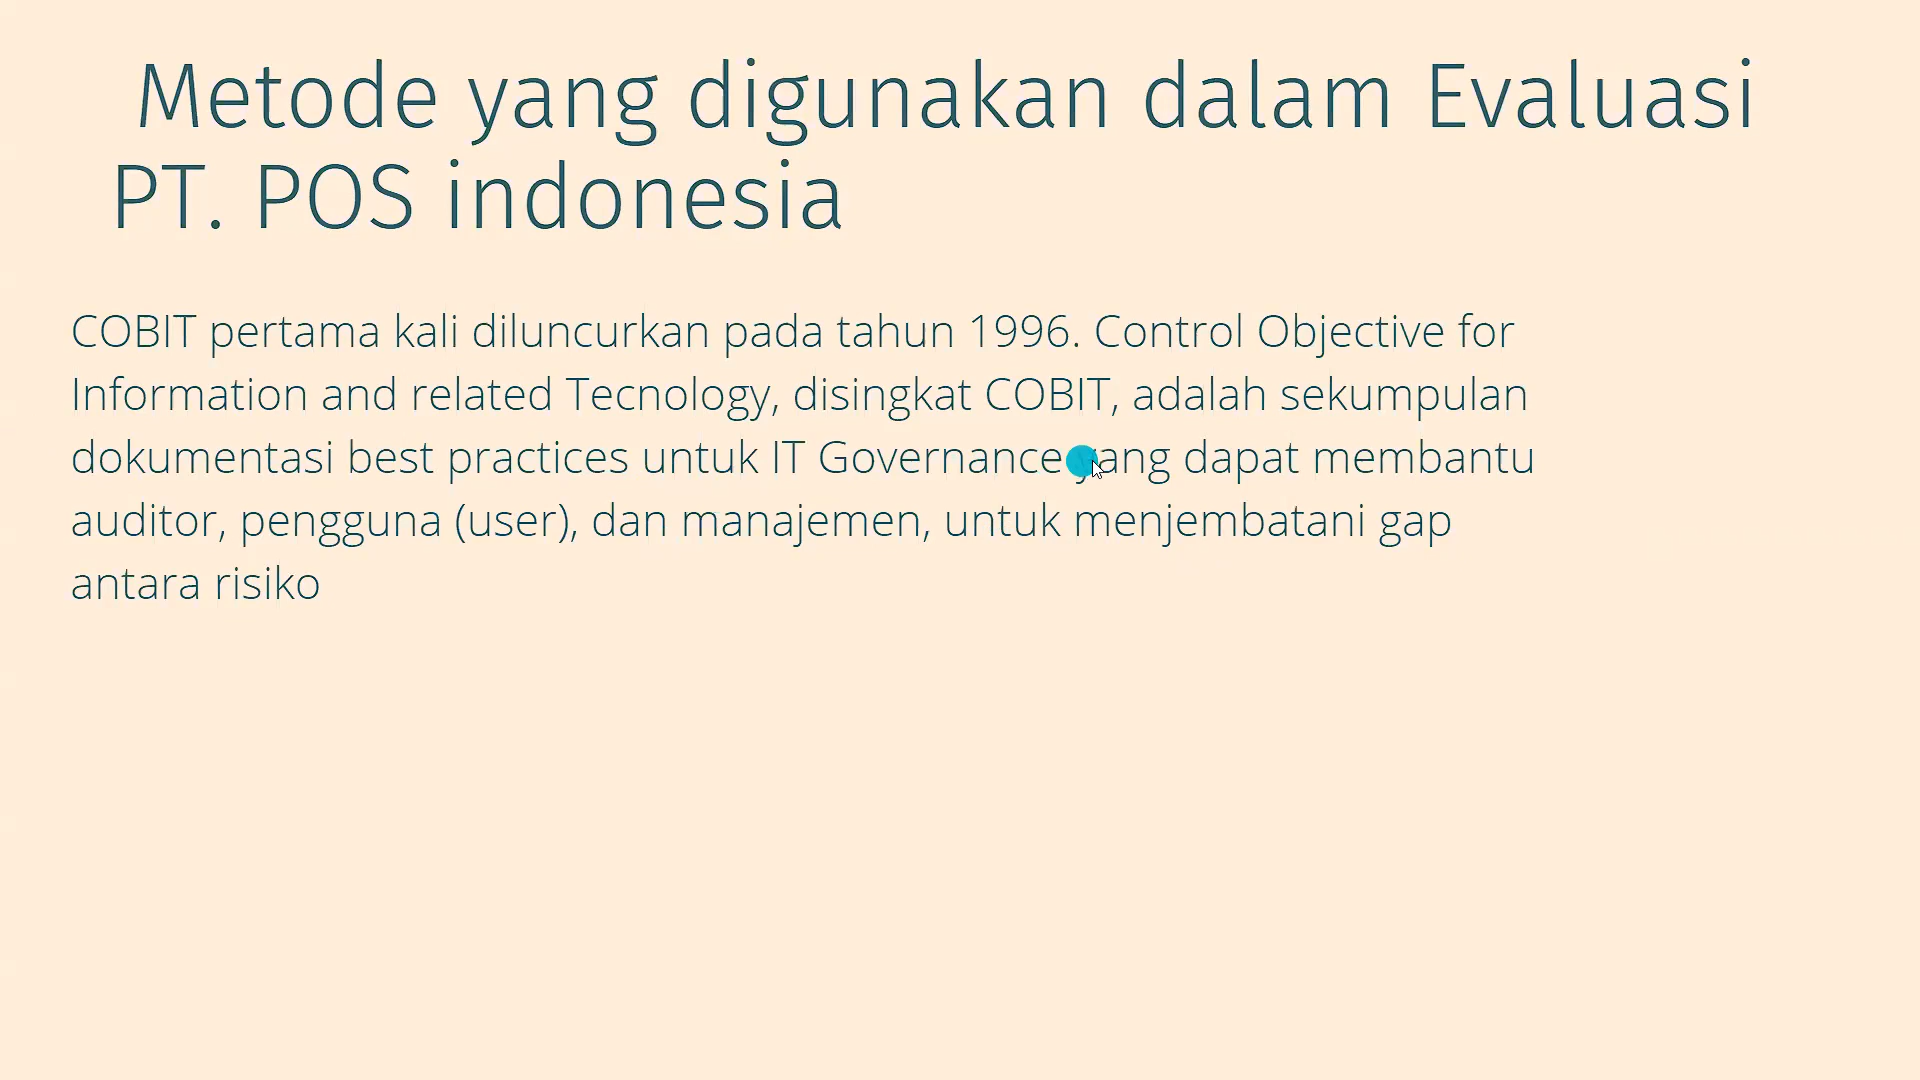 Metode yang digunakan dalam Evaluasi
PT. POS indonesia
COBIT pertama kali diluncurkan pada tahun 1996. Control Objective for
Information and related Tecnology, disingkat COBIT, adalah sekumpulan
dokumentasi best practices untuk IT Governance yang dapat membantu
auditor, pengguna (user), dan manajemen, untuk menjembatani gap
antara risiko